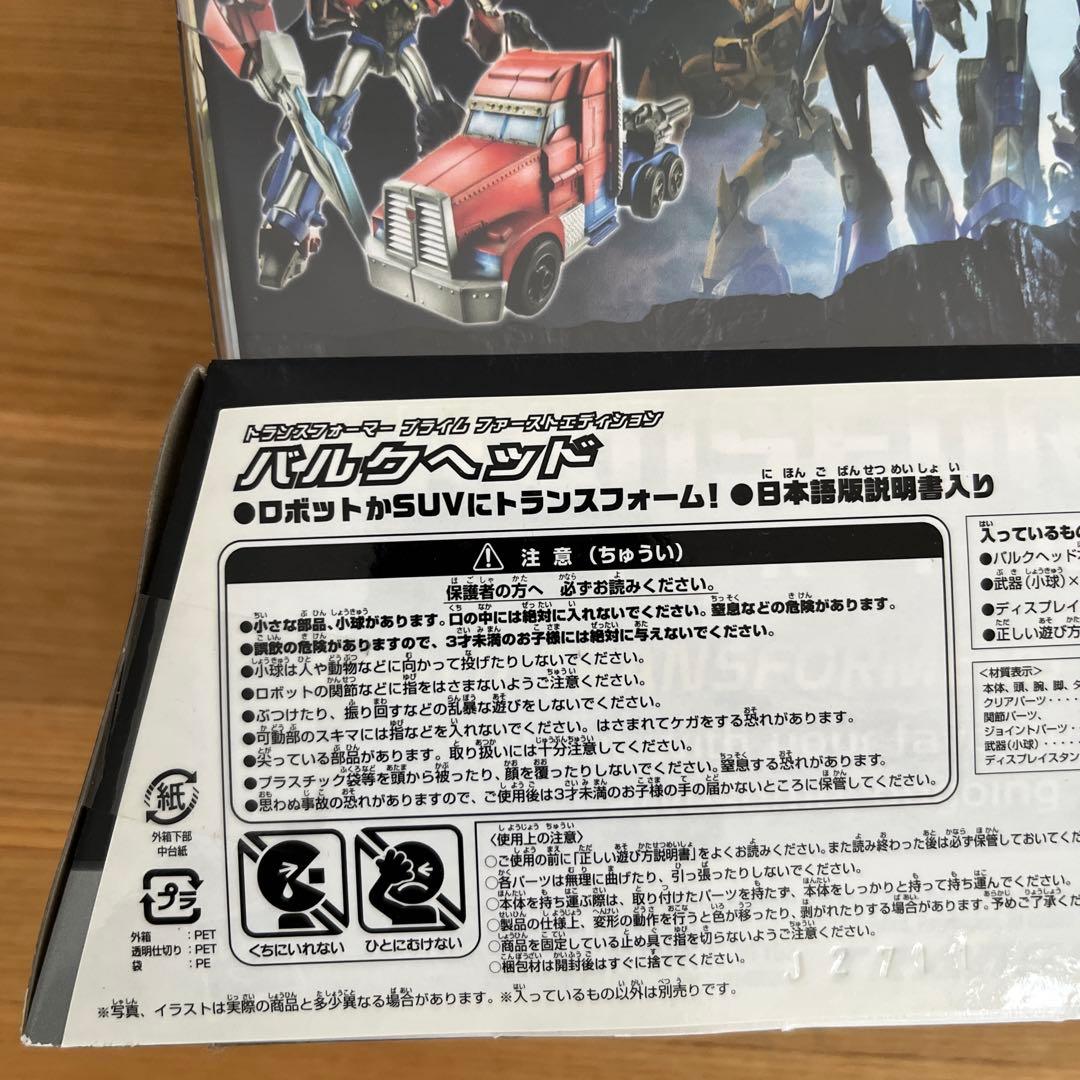 トランスフォーマー プライム ファーストエディション
バルクヘッド
●ロボットからSUVにトランスフォーム! ●日本語版説明書入り
注意(ちゅうい)
保護者の方へ 必ずお読みください。
●小さな部品、小球があります。口の中には絶対に入れないでください。窒息などの危険があります。
●誤飲の危険がありますので、3才未満のお子様には絶対に与えないでください。
●小球は人や動物などに向かって投げたりしないでください。
●ロボットの関節などに指をはさまないようご注意ください。
●ぶつけたり、振り回すなどの乱暴な遊びをしないでください。
●可動部のスキマには指などを入れないでください。はさまれてケガをする恐れがあります。
●尖っている部品があります。取り扱いには十分注意してください。
●プラスチック袋等を頭から被ったり、顔を覆ったりしないでください。窒息する恐れがあります。
●思わぬ事故の恐れがありますので、ご使用後は3才未満のお子様の手の届かないところに保管してください。
紙
外箱下部
中台紙
プラ
外箱 :PET
透明仕切り:PET
袋 :PE
くちにいれない
ひとにむけない
〈使用上の注意〉
○ご使用の前に「正しい遊び方説明書」をよくお読みください。また読み終わった後は必ず保管しておいてくだ
○各パーツは無理に曲げたり、引っ張ったりしないでください。
○本体を持ち運ぶ際は、取り付けたパーツを持たず、本体をしっかりと持って持ち運んでください。
○製品の仕様上、変形の動作を行うと色が移ったり、剥がれたりする場合があります。予めご了承くだ
○商品を固定している止め具で指を切らないようご注意ください。
○梱包材は開封後はすぐに捨ててください。
※写真、イラストは実際の商品と多少異なる場合があります。※入っているもの以外は別売りです。
入っているもの
●バルクヘッド
●武器(小球)×
●ディスプレイス
●正しい遊び方
〈材質表示〉
本体、頭、腕、脚、
クリアパーツ・・・・
関節パーツ、
ジョイントパーツ・・
武器(小球)・・・・
ディスプレイスタン